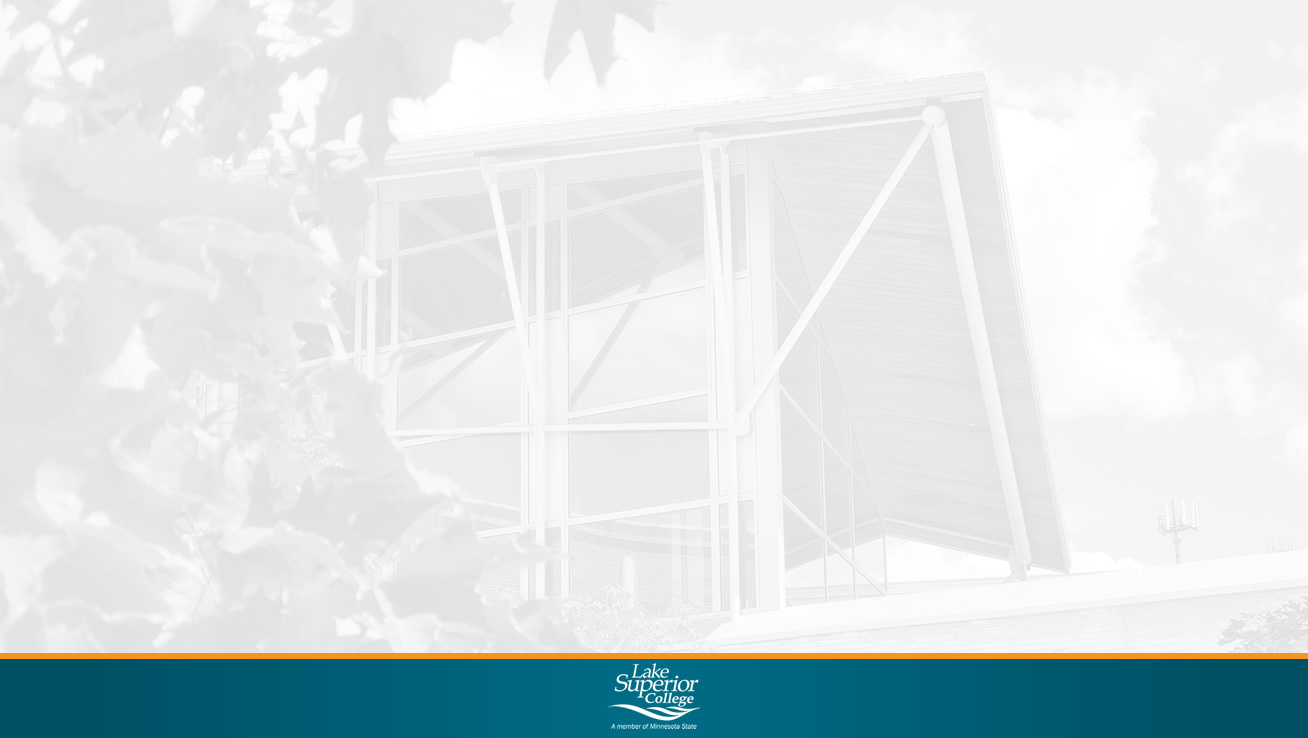 Lake
Superior
College
A member of Minnesota State